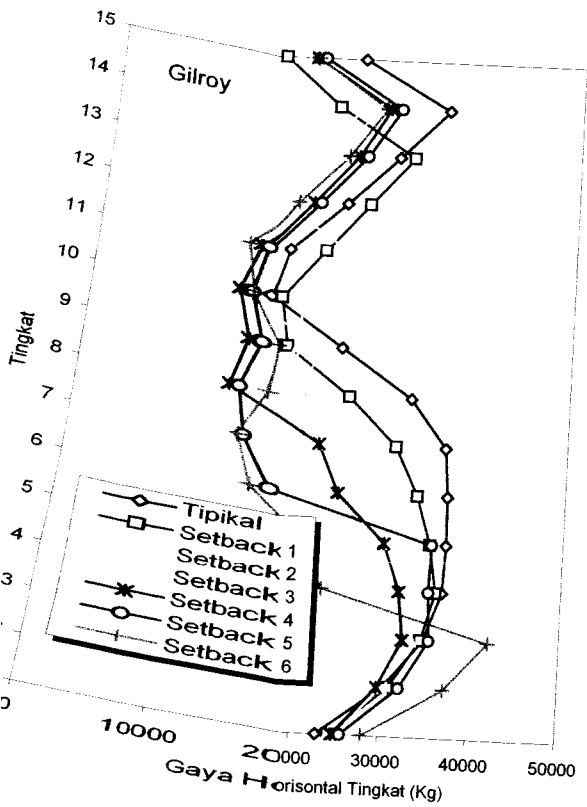 15
14
13
12
11
10
9
8
7
6
5
4
3
Gilroy
Tingkat
Tipikal
Setback 1
Setback 2
Setback 3
Setback 4
Setback 5
Setback 6
0
10000
20000
30000
40000
50000
Gaya Horisontal Tingkat (Kg)